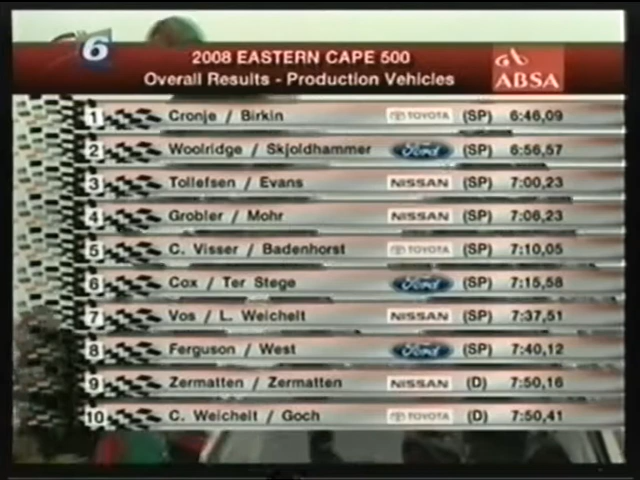 6
2008 EASTERN CAPE 500
Overall Results - Production Vehicles
ABSA
1 Cronje / Birkin TOYOTA (SP) 6:46,09
2 Woolridge / Skjoldhammer Ford (SP) 6:56,57
3 Tollefsen / Evans NISSAN (SP) 7:00,23
4 Grobler / Mohr NISSAN (SP) 7:06,23
5 C. Visser / Badenhorst TOYOTA (SP) 7:10,05
6 Cox / Ter Stege Ford (SP) 7:15,58
7 Vos / L. Weichelt NISSAN (SP) 7:37,51
8 Ferguson / West Ford (SP) 7:40,12
9 Zermatten / Zermatten NISSAN (D) 7:50,16
10 C. Weichelt / Goch TOYOTA (D) 7:50,41